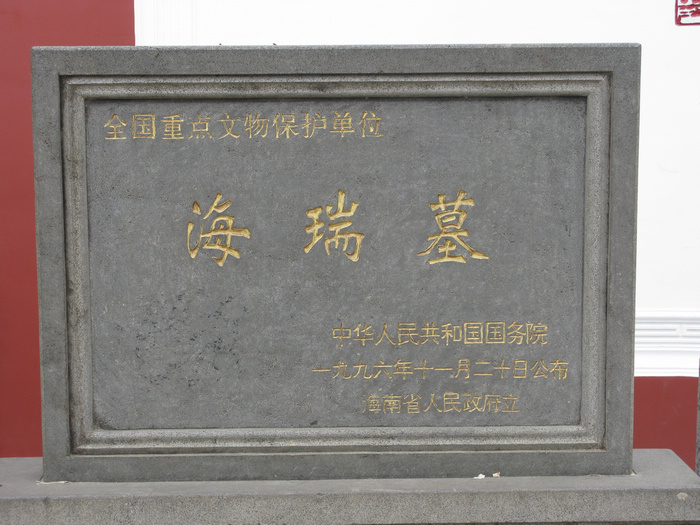 全国重点文物保护单位
海瑞墓
中华人民共和国国务院
一九九六年十一月二十日公布
海南省人民政府立